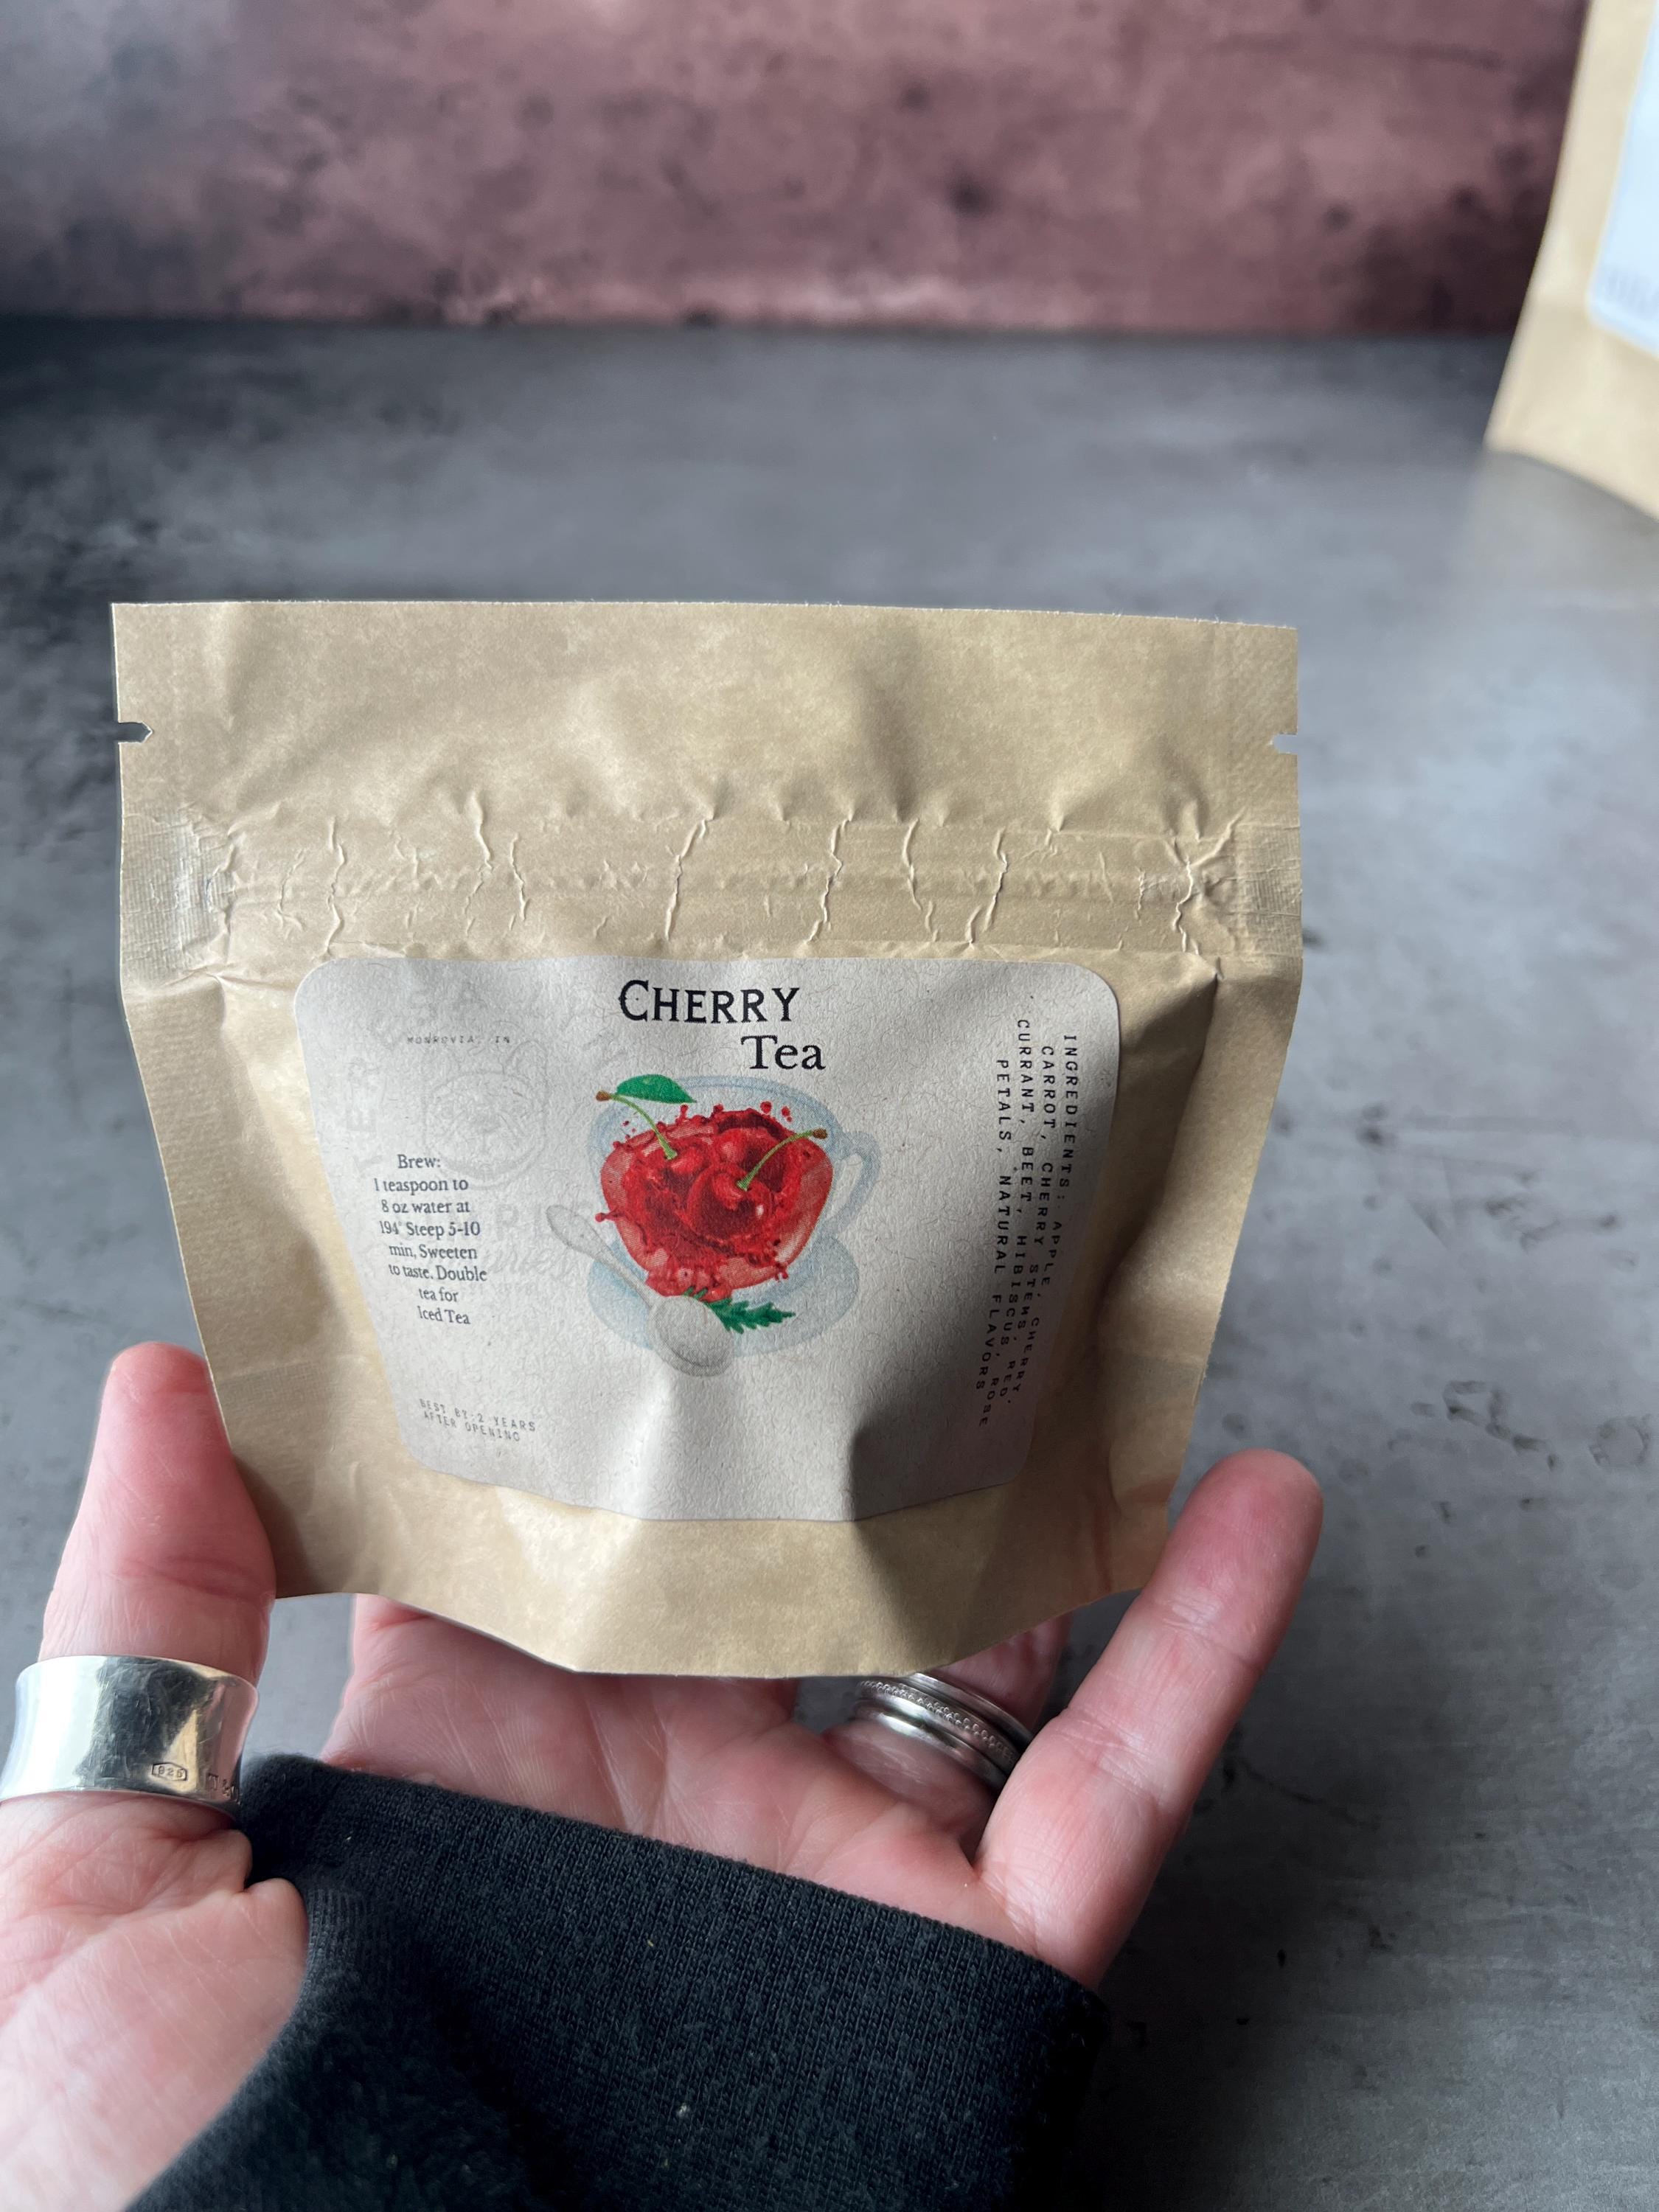 CHERRY
Tea
MONROVIA, IN
Brew:
1 teaspoon to
8 oz water at
194° Steep 5-10
min, Sweeten
to taste. Double
tea for
Iced Tea
BEST BY: 2 YEARS
AFTER OPENING
INGREDIENTS: APPLE, CHERRY
CARROT, CHERRY STEMS, RED
CURRANT, BEET, HIBISCUS, ROSE
PETALS, NATURAL FLAVORS
925